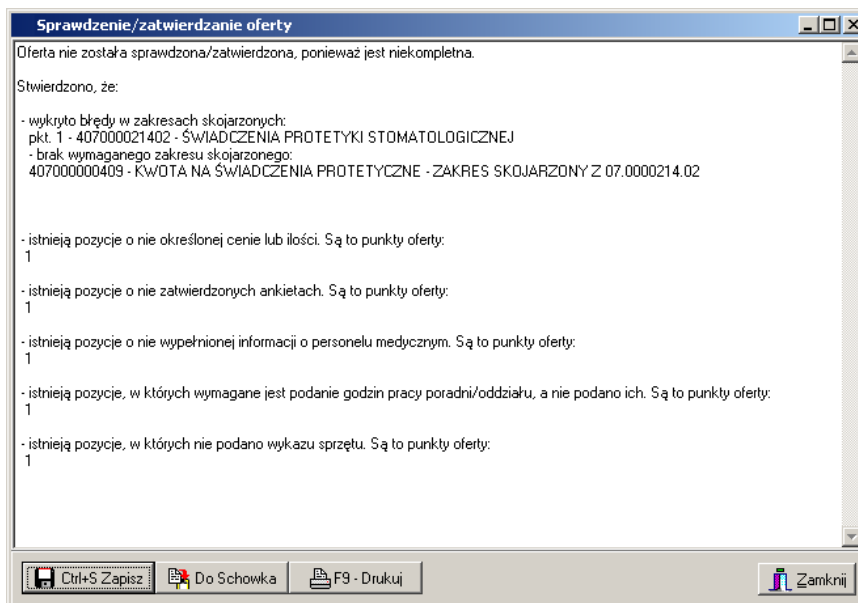 Sprawdzenie/zatwierdzanie oferty
Oferta nie została sprawdzona/zatwierdzona, ponieważ jest niekompletna.
Stwierdzono, że:
- wykryto błędy w zakresach skojarzonych:
pkt. 1 - 407000021402 - ŚWIADCZENIA PROTETYKI STOMATOLOGICZNEJ
- brak wymaganego zakresu skojarzonego:
407000000409 - KWOTA NA ŚWIADCZENIA PROTETYCZNE - ZAKRES SKOJARZONY Z 07.0000214.02
- istnieją pozycje o nie określonej cenie lub ilości. Są to punkty oferty:
1
- istnieją pozycje o nie zatwierdzonych ankietach. Są to punkty oferty:
1
- istnieją pozycje o nie wypełnionej informacji o personelu medycznym. Są to punkty oferty:
1
- istnieją pozycje, w których wymagane jest podanie godzin pracy poradni/oddziału, a nie podano ich. Są to punkty oferty:
1
- istnieją pozycje, w których nie podano wykazu sprzętu. Są to punkty oferty:
1
Ctrl+S Zapisz Do Schowka F9 - Drukuj Zamknij